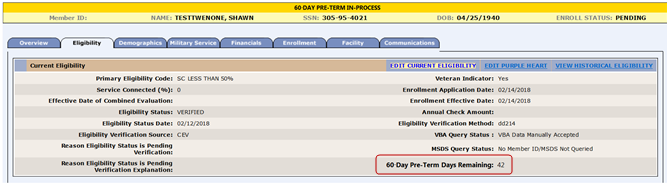 60 DAY PRE-TERM IN-PROCESS
Member ID: NAME: TESTTWENONE, SHAWN SSN: 305-95-4021 DOB: 04/25/1940 ENROLL STATUS: PENDING
Overview Eligibility Demographics Military Service Financials Enrollment Facility Communications
Current Eligibility EDIT CURRENT ELIGIBILITY EDIT PURPLE HEART VIEW HISTORICAL ELIGIBILITY
Primary Eligibility Code: SC LESS THAN 50% Veteran Indicator: Yes
Service Connected (%): 0 Enrollment Application Date: 02/14/2018
Effective Date of Combined Evaluation: Enrollment Effective Date: 02/14/2018
Eligibility Status: VERIFIED Annual Check Amount:
Eligibility Status Date: 02/12/2018 Eligibility Verification Method: dd214
Eligibility Verification Source: CEV VBA Query Status : VBA Data Manually Accepted
Reason Eligibility Status is Pending Verification: MSDS Query Status: No Member ID/MSDS Not Queried
Reason Eligibility Status is Pending Verification Explanation: 60-Day Pre-Term Days Remaining: 42